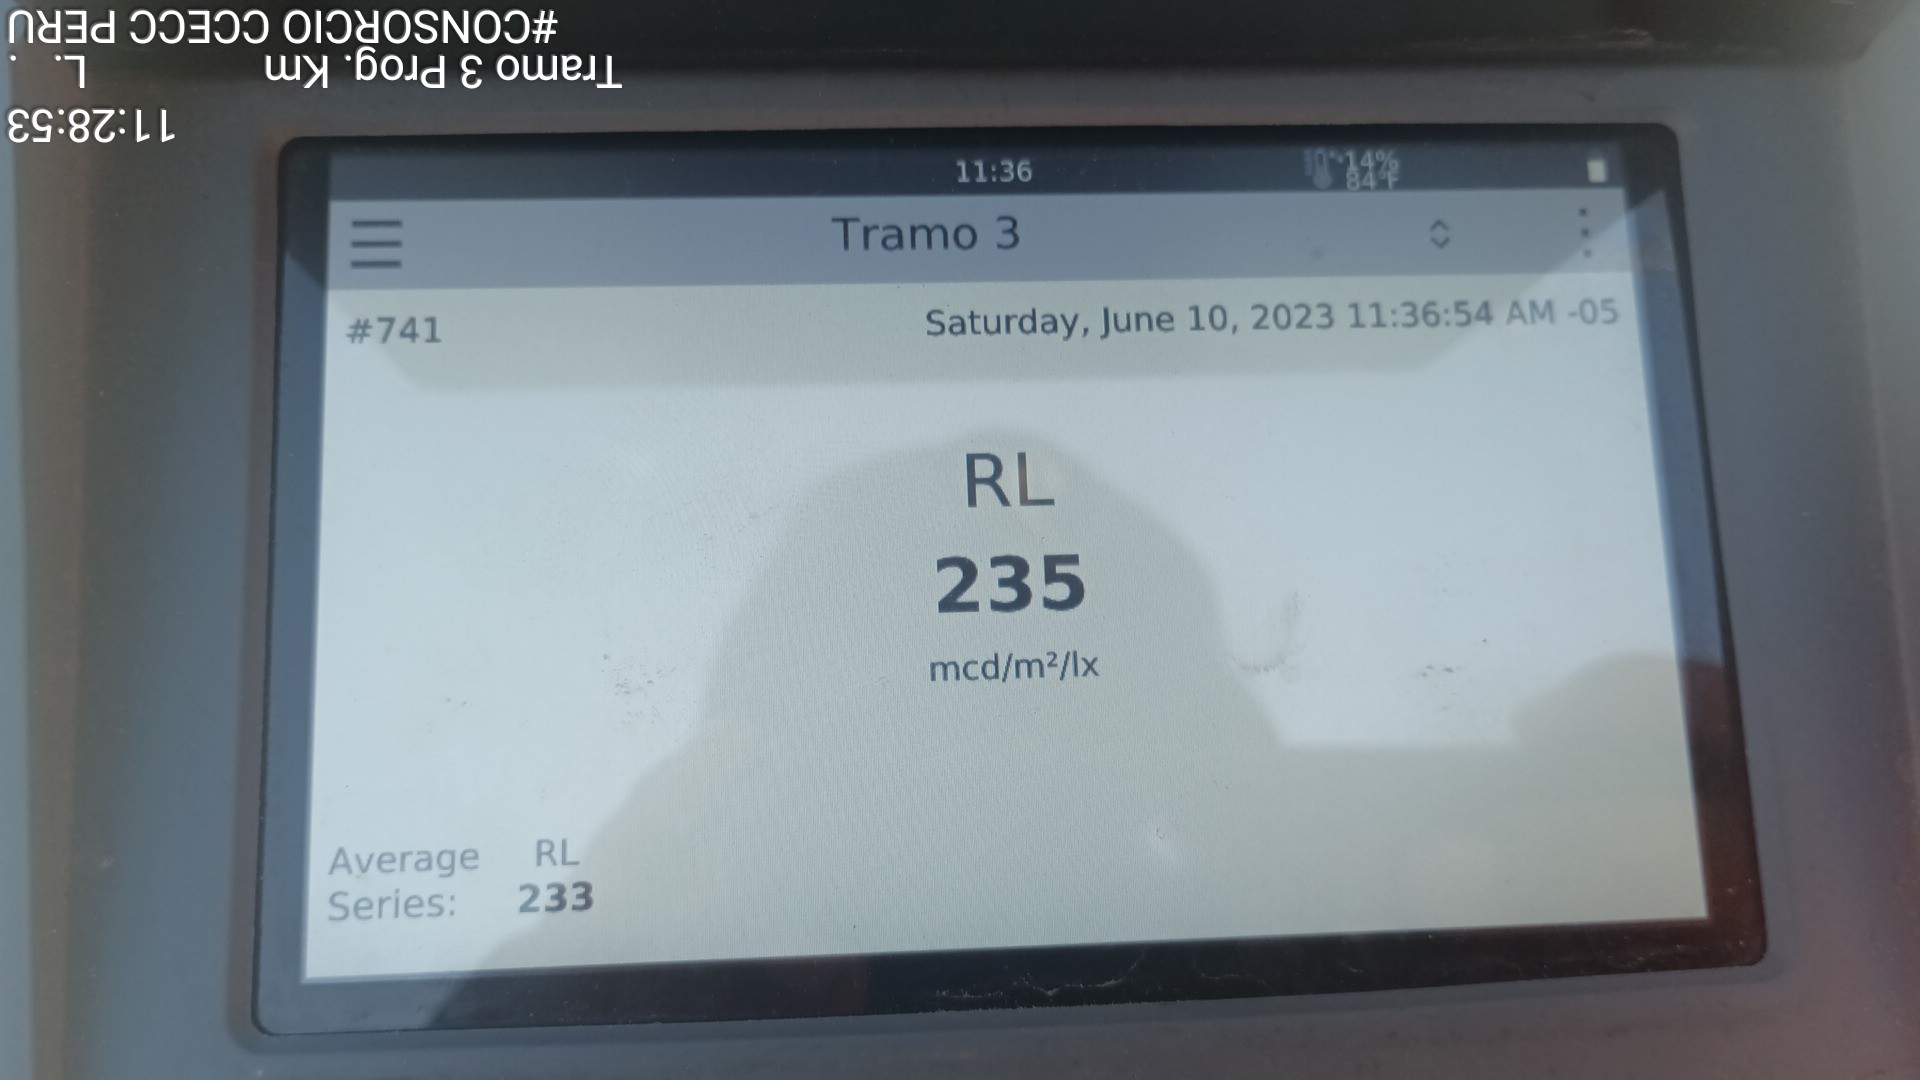 11:36
14%
84°F
Tramo 3
#741 Saturday, June 10, 2023 11:36:54 AM -05
RL
235
mcd/m²/lx
Average RL
Series: 233
11:28:53
Tramo 3 Prog. Km L. .
#CONSORCIO CCECC PERU